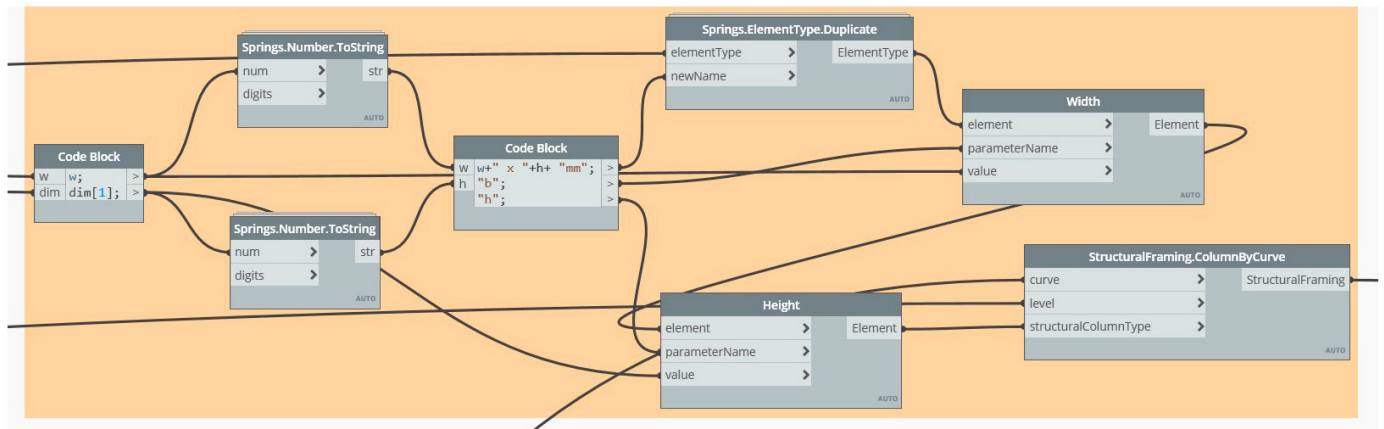 Springs.ElementType.Duplicate
elementType > ElementType
newName >
AUTO
Springs.Number.ToString
num > str
digits >
AUTO
Width
element > Element
parameterName >
value >
AUTO
Code Block
w w; >
dim dim[1]; >
Code Block
w w+" x "+h+ "mm"; >
h "b"; >
"h"; >
Springs.Number.ToString
num > str
digits >
AUTO
StructuralFraming.ColumnByCurve
curve > StructuralFraming
level >
structuralColumnType >
AUTO
Height
element > Element
parameterName >
value >
AUTO